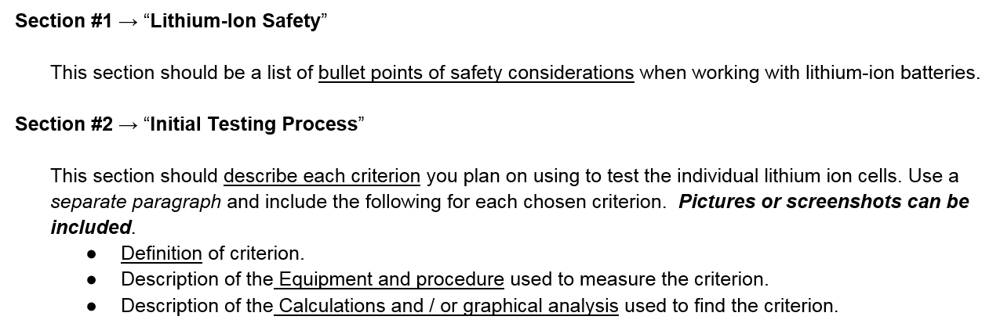 Section #1 → “Lithium-Ion Safety”
This section should be a list of bullet points of safety considerations when working with lithium-ion batteries.
Section #2 → “Initial Testing Process”
This section should describe each criterion you plan on using to test the individual lithium ion cells. Use a
separate paragraph and include the following for each chosen criterion. Pictures or screenshots can be
included.
● Definition of criterion.
● Description of the Equipment and procedure used to measure the criterion.
● Description of the Calculations and / or graphical analysis used to find the criterion.